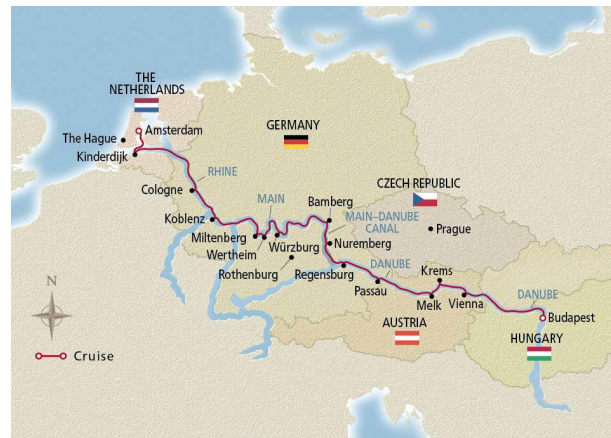 THE
NETHERLANDS
Amsterdam
The Hague
Kinderdijk
GERMANY
RHINE
Cologne
CZECH REPUBLIC
Koblenz
MAIN
Bamberg
MAIN–DANUBE
CANAL
Miltenberg
Prague
Wertheim
Würzburg
Nuremberg
Rothenburg
Regensburg
DANUBE
Krems
Passau
Melk
Vienna
DANUBE
Budapest
N
AUSTRIA
HUNGARY
Cruise